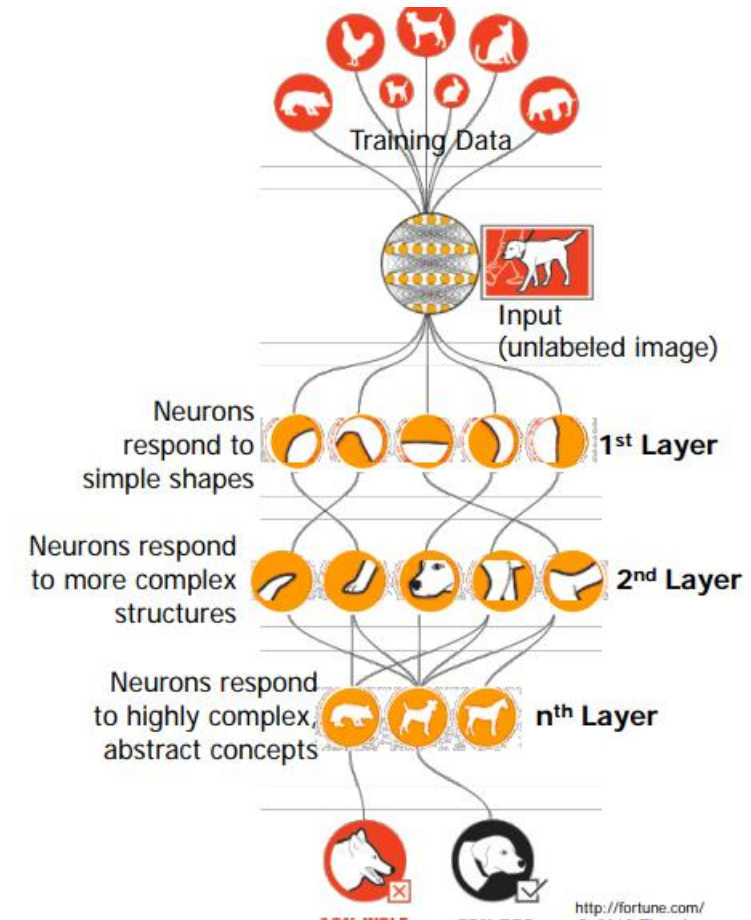 Training Data
Input
(unlabeled image)
Neurons
respond to
simple shapes
1st Layer
Neurons respond
to more complex
structures
2nd Layer
Neurons respond
to highly complex,
abstract concepts
nth Layer
http://fortune.com/